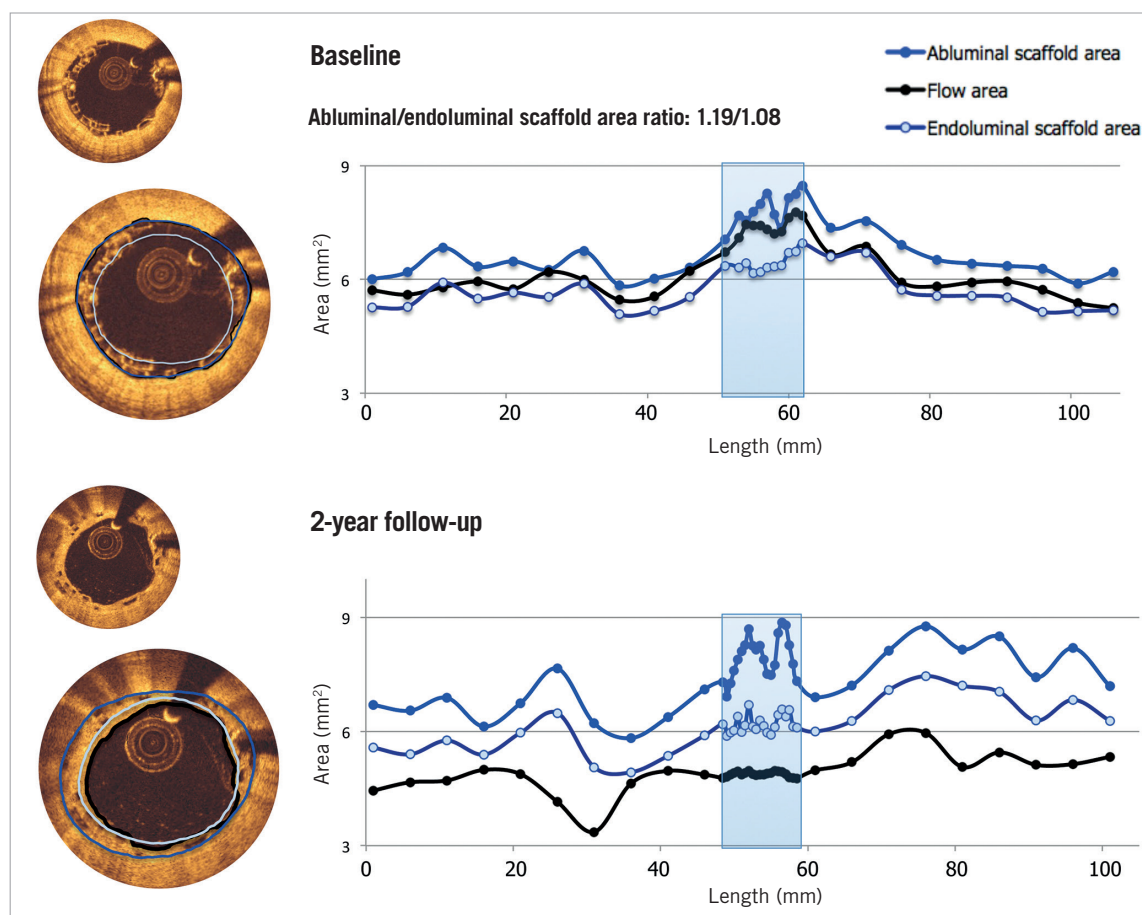 Baseline
Abluminal scaffold area
Flow area
Endoluminal scaffold area
Abluminal/endoluminal scaffold area ratio: 1.19/1.08
9
6
3
Area (mm²)
0 20 40 60 80 100
Length (mm)
2-year follow-up
9
6
3
Area (mm²)
0 20 40 60 80 100
Length (mm)